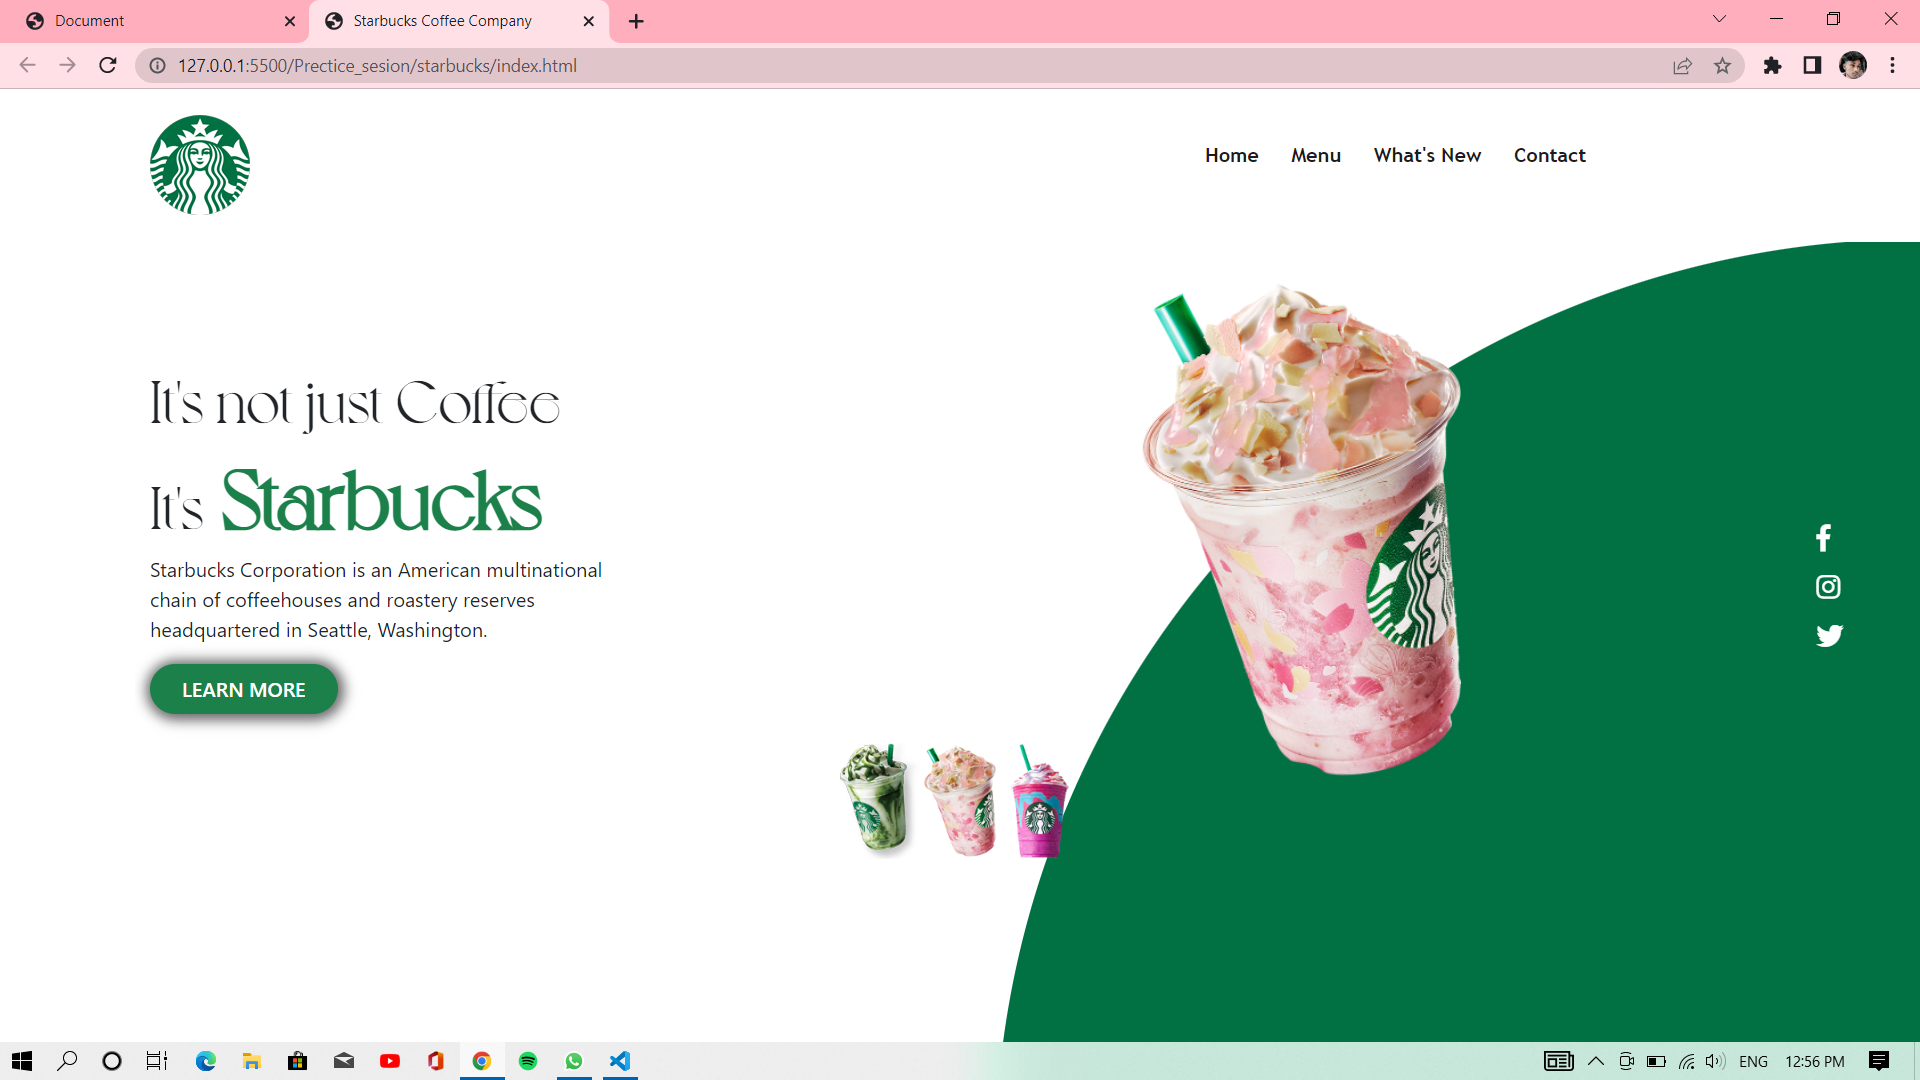 Document
Starbucks Coffee Company
127.0.0.1:5500/Prectice_sesion/starbucks/index.html
Home Menu What's New Contact
It's not just Coffee
It's Starbucks
Starbucks Corporation is an American multinational
chain of coffeehouses and roastery reserves
headquartered in Seattle, Washington.
LEARN MORE
ENG 12:56 PM